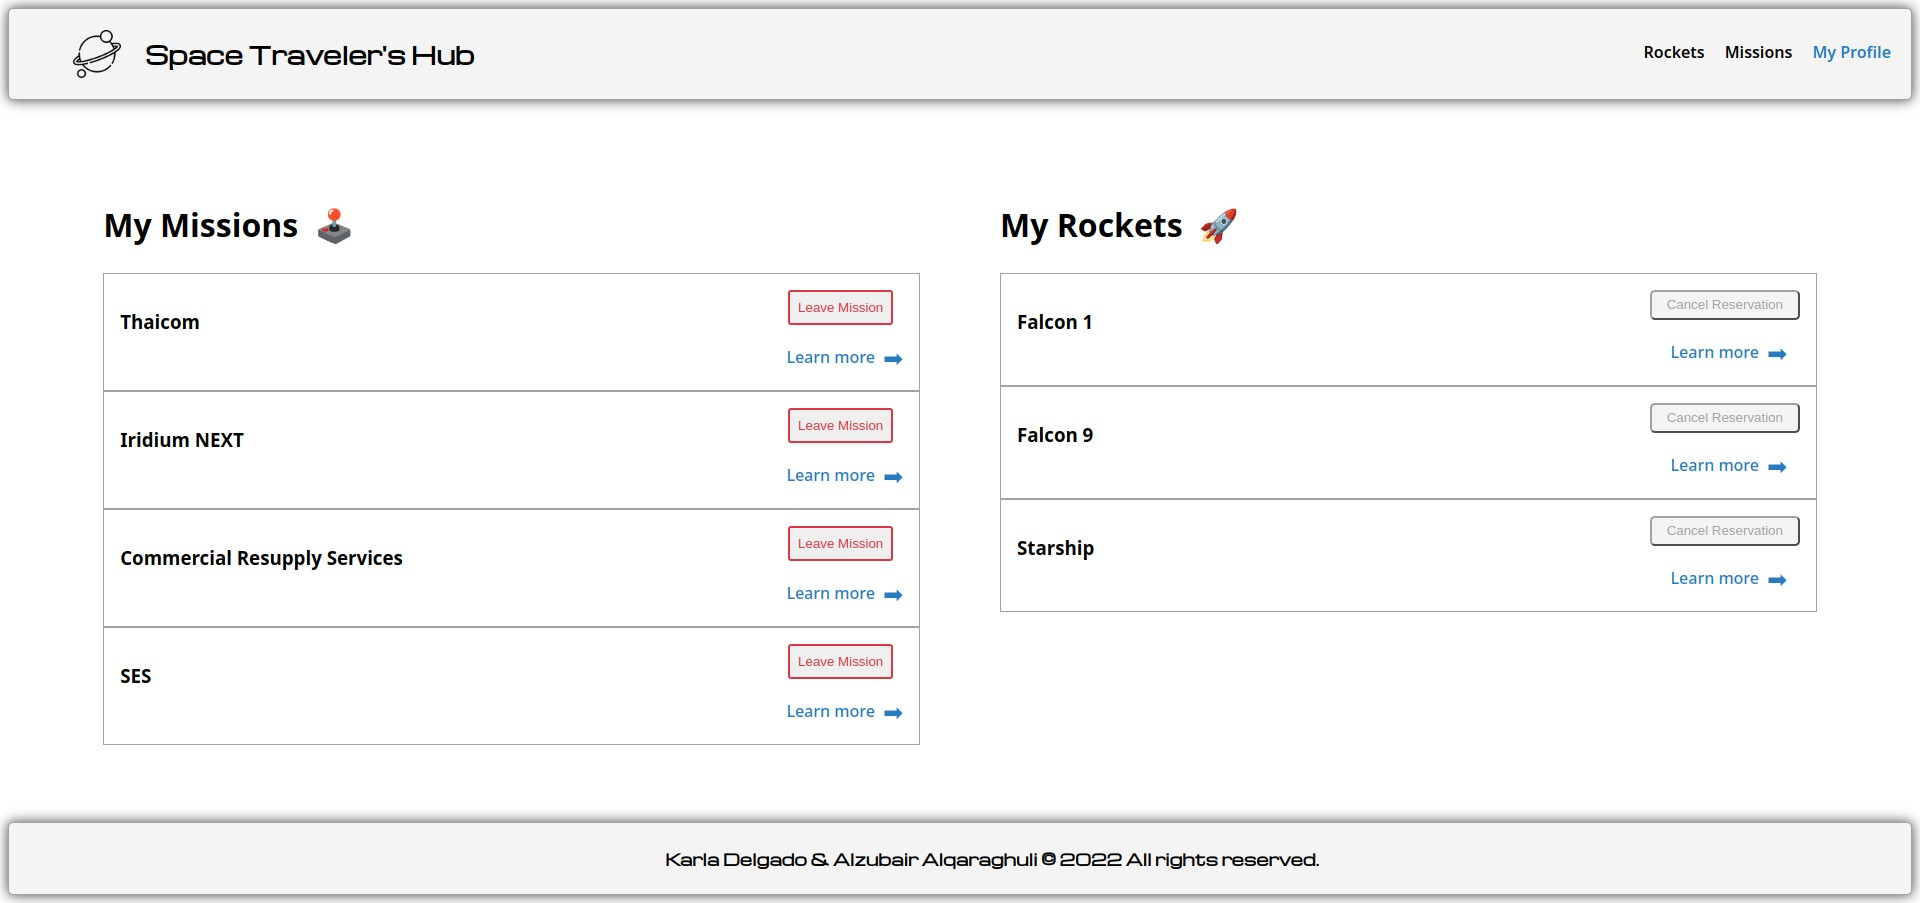 Space Traveler's Hub
Rockets Missions My Profile
My Missions
Thaicom
Leave Mission
Learn more
Iridium NEXT
Leave Mission
Learn more
Commercial Resupply Services
Leave Mission
Learn more
SES
Leave Mission
Learn more
My Rockets
Falcon 1
Cancel Reservation
Learn more
Falcon 9
Cancel Reservation
Learn more
Starship
Cancel Reservation
Learn more
Karla Delgado & Alzubair Alqaraghuli © 2022 All rights reserved.